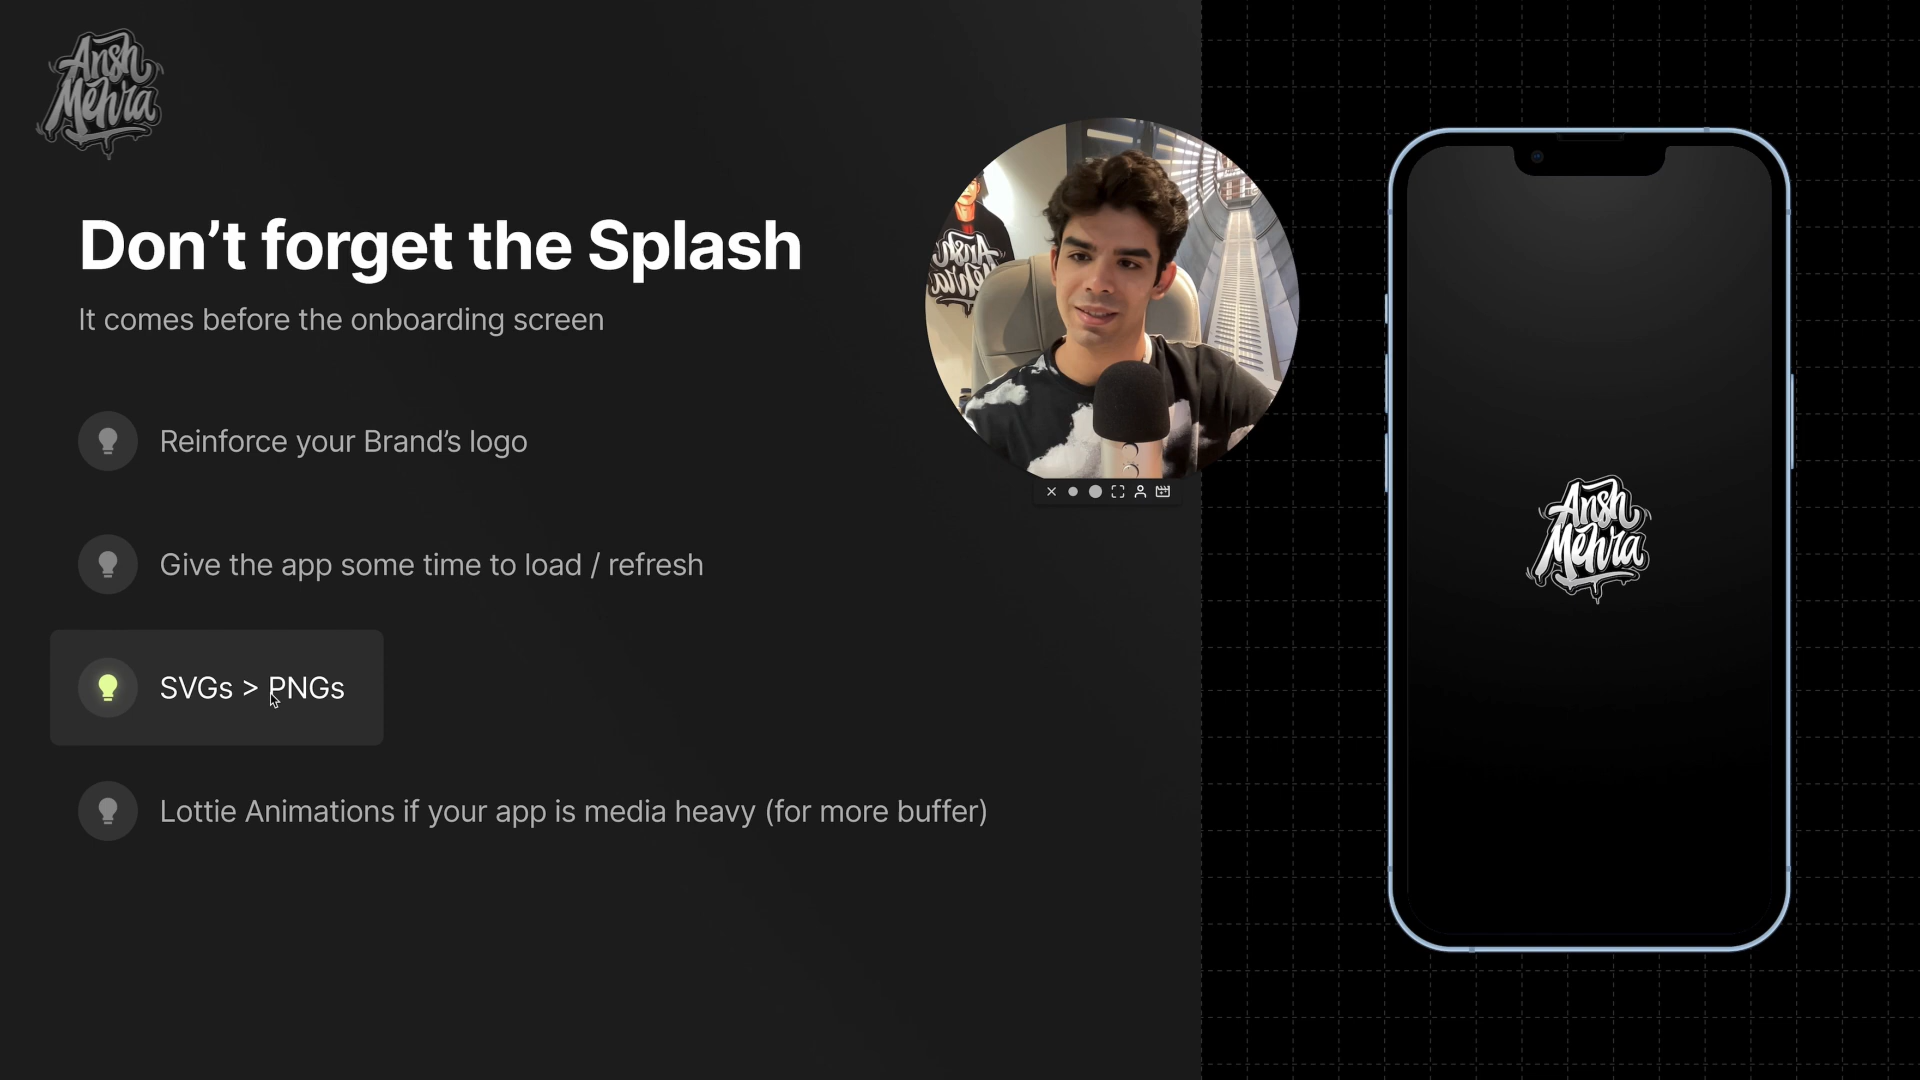 Ansh
Mehra
Don’t forget the Splash
It comes before the onboarding screen
Reinforce your Brand’s logo
Give the app some time to load / refresh
SVGs > PNGs
Lottie Animations if your app is media heavy (for more buffer)
Ansh
Mehra
Ansh
Mehra